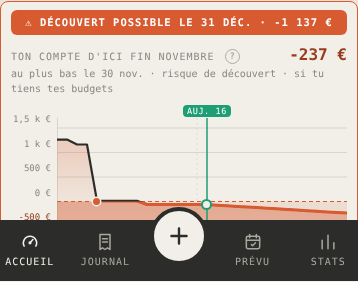 ⚠ DÉCOUVERT POSSIBLE LE 31 DÉC. · -1 137 €
TON COMPTE D'ICI FIN NOVEMBRE ? -237 €
au plus bas le 30 nov. · risque de découvert · si tu
tiens tes budgets
AUJ. 16
1,5 k €
1 k €
500 €
0 €
-500 €
ACCUEIL JOURNAL + PRÉVU STATS